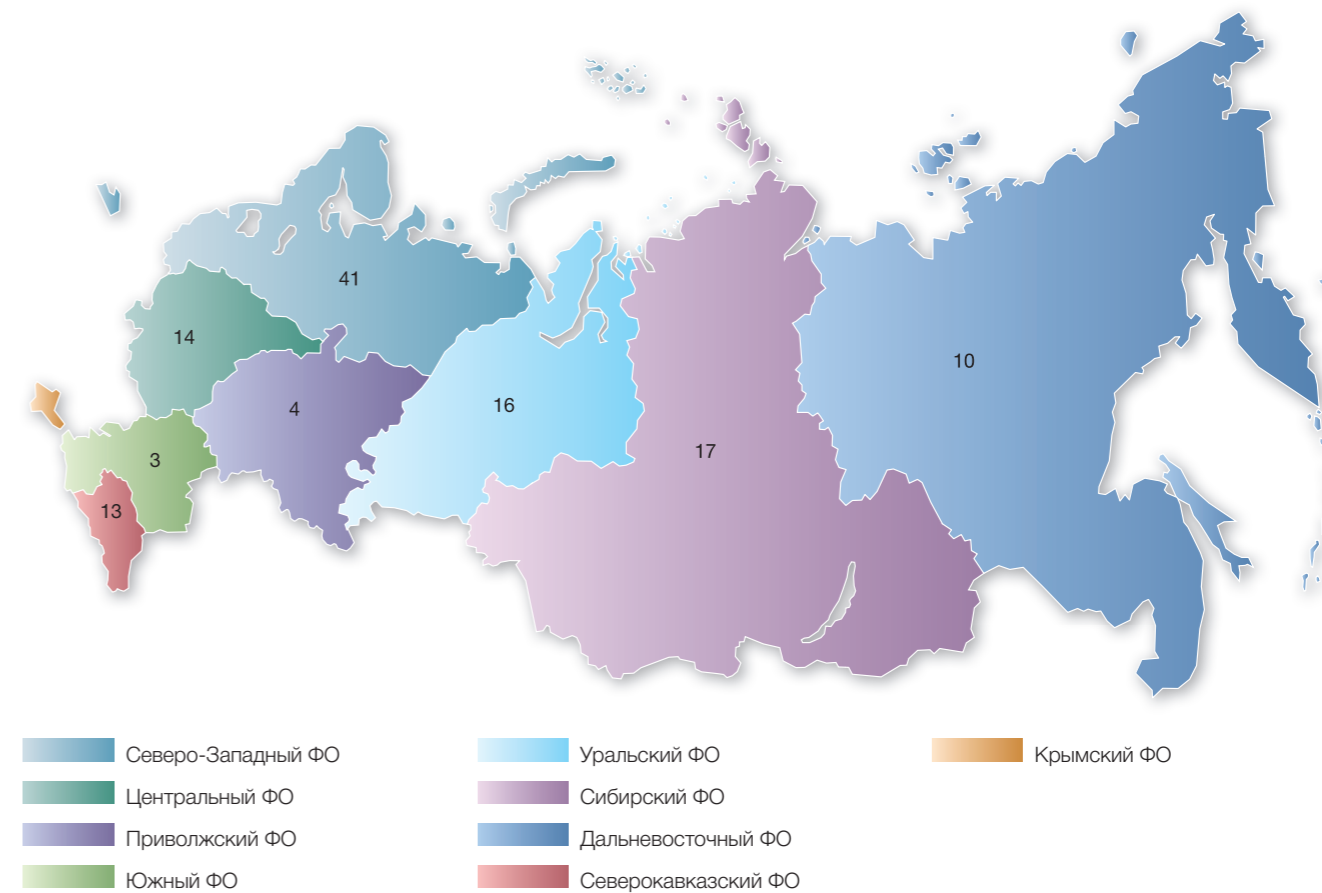 41
14
10
4
16
17
3
13
Северо-Западный ФО
Центральный ФО
Приволжский ФО
Южный ФО
Уральский ФО
Сибирский ФО
Дальневосточный ФО
Северокавказский ФО
Крымский ФО